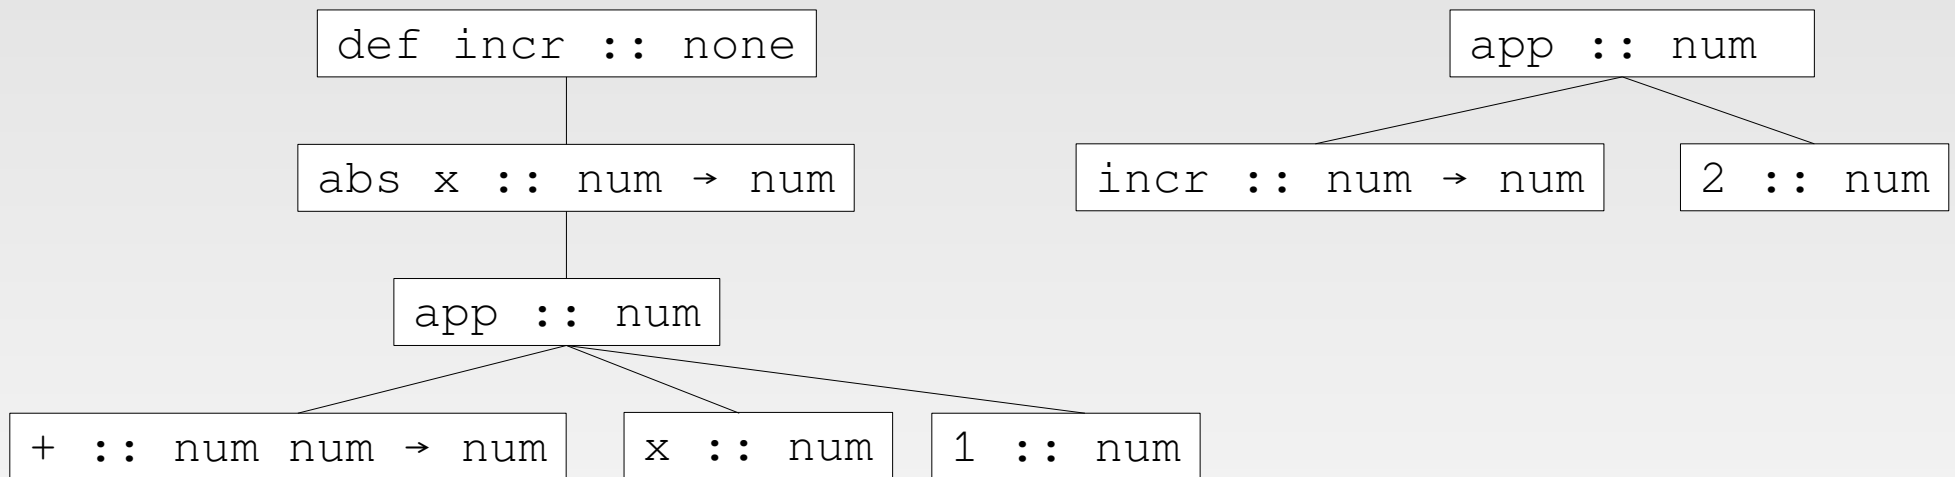 def incr :: none
app :: num
abs x :: num → num
incr :: num → num
2 :: num
app :: num
+ :: num num → num
x :: num
1 :: num